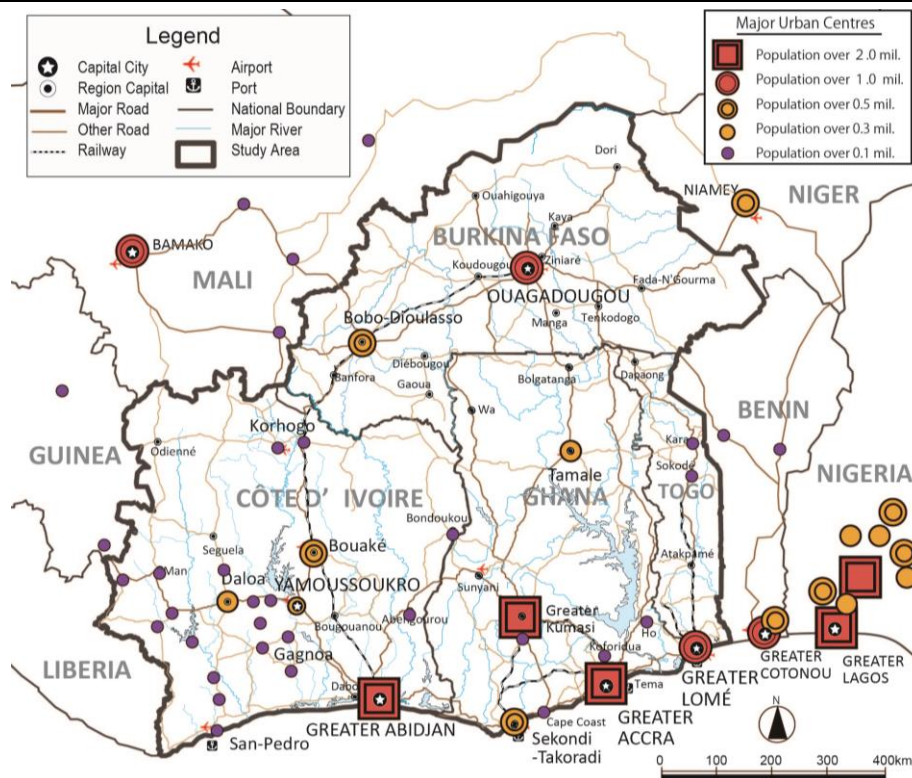 Legend
Capital City
Region Capital
Major Road
Other Road
Railway
Airport
Port
National Boundary
Major River
Study Area
Major Urban Centres
Population over 2.0 mil.
Population over 1.0 mil.
Population over 0.5 mil.
Population over 0.3 mil.
Population over 0.1 mil.
Dori
NIAMEY
NIGER
Ouahigouya
Kaya
BURKINA FASO
BAMAKO
MALI
Koudougou
Ziniaré
OUAGADOUGOU
Fada-N'Gourma
Bobo-Dioulasso
Manga
Tenkodogo
Diébougou
Banfora
Gaoua
Bolgatanga
Dapaong
Wa
BENIN
GUINEA
Odienné
Korhogo
Kara
Tamale
Sokodé
NIGERIA
CÔTE D' IVOIRE
GHANA
TOGO
Bondoukou
Seguela
Bouaké
Atakpamé
Man
Daloa
YAMOUSSOUKRO
Sunyani
Bougouanou
Abengourou
Greater
Kumasi
Ho
Gagnoa
Koforidua
LIBERIA
Dabou
Tema
GREATER
LOMÉ
GREATER
COTONOU
GREATER
LAGOS
San-Pedro
GREATER ABIDJAN
Cape Coast
Sekondi
-Takoradi
GREATER
ACCRA
N
0 100 200 300 400km